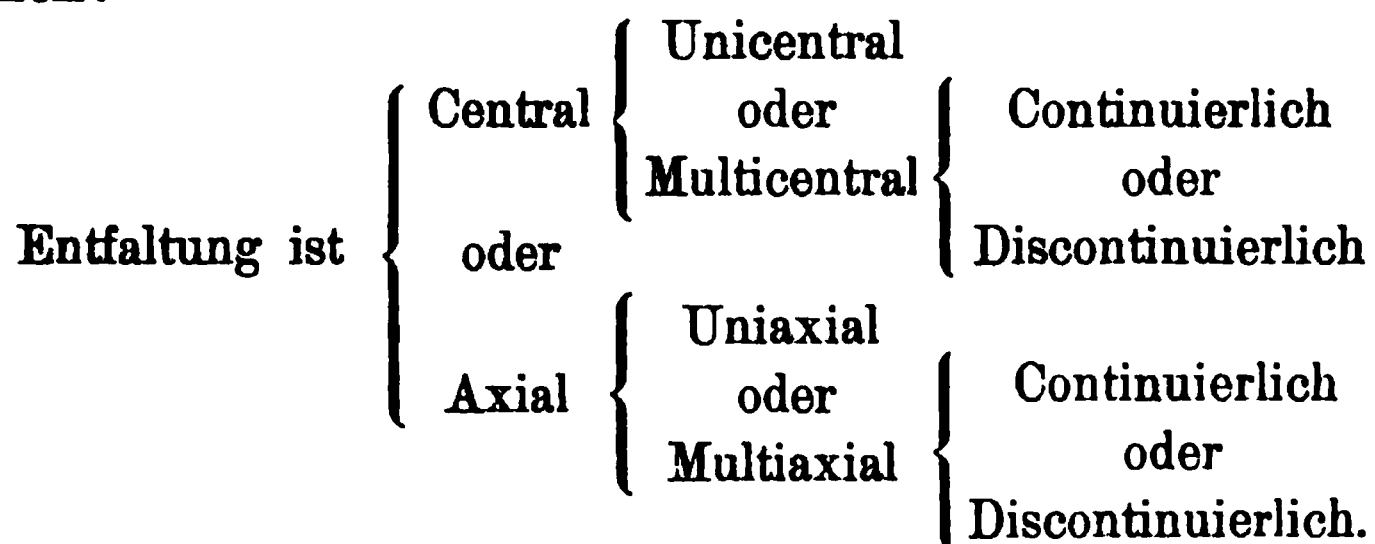 Unicentral
Central oder Continuierlich
Multicentral oder
Entfaltung ist oder Discontinuierlich
Uniaxial
Axial oder Continuierlich
Multiaxial oder
Discontinuierlich.